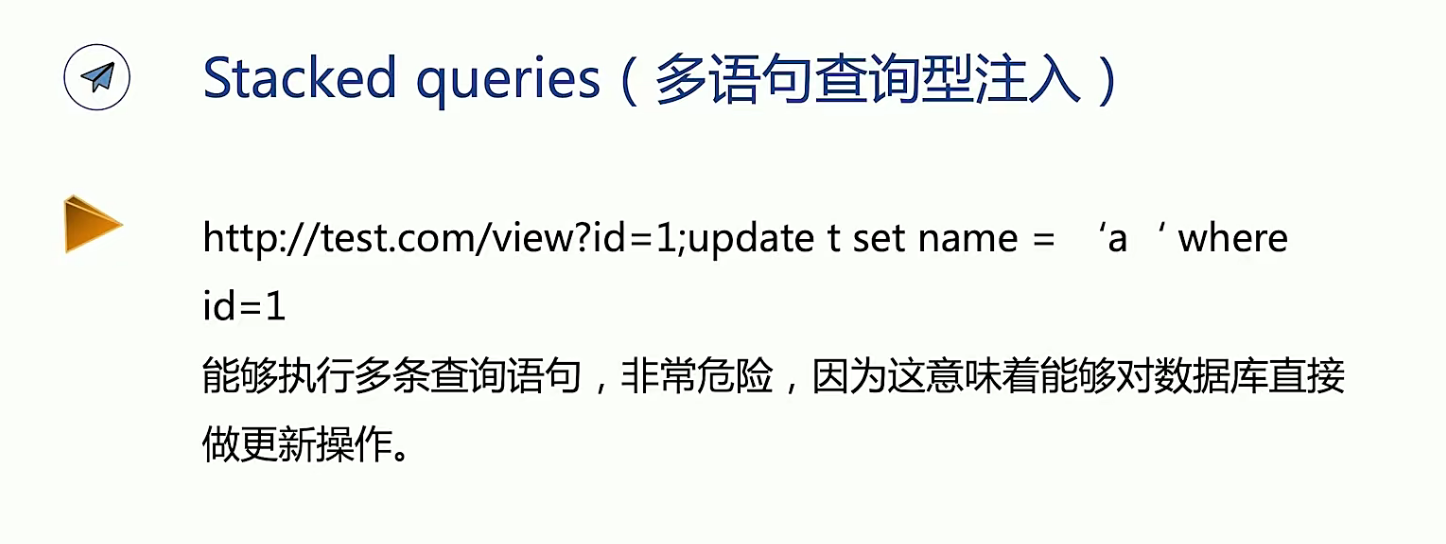 Stacked queries（多语句查询型注入）
http://test.com/view?id=1;update t set name = ‘a ‘ where
id=1
能够执行多条查询语句，非常危险，因为这意味着能够对数据库直接
做更新操作。